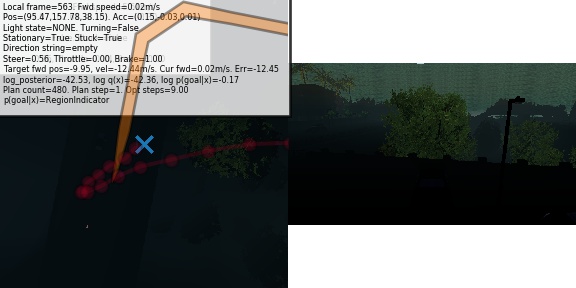 Local frame=563. Fwd speed=0.02m/s
Pos=(95.47,157.78,38.15). Acc=(0.15,-0.03,0.01)
Light state=NONE. Turning=False
Stationary=True. Stuck=True
Direction string=empty
Steer=0.56, Throttle=0.00, Brake=1.00
Target fwd pos=-9.95, vel=-12.44m/s. Cur fwd=0.02m/s. Err=-12.45
log_posterior=-42.53, log q(x)=-42.36, log p(goal|x)=-0.17
Plan count=480. Plan step=1. Opt steps=9.00
p(goal|x)=RegionIndicator